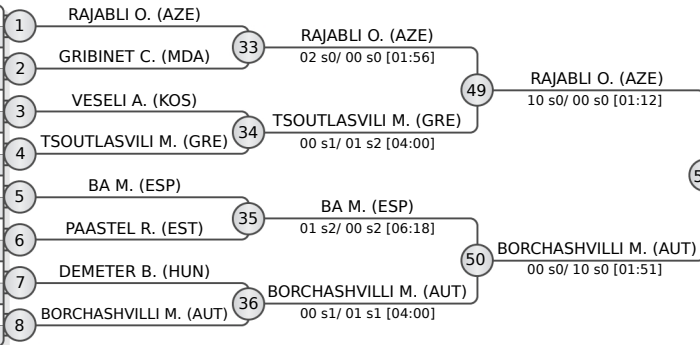 1
RAJABLI O. (AZE)
2
GRIBINET C. (MDA)
33
RAJABLI O. (AZE)
02 s0/ 00 s0 [01:56]
3
VESELI A. (KOS)
4
TSOUTLASVILI M. (GRE)
34
TSOUTLASVILI M. (GRE)
00 s1/ 01 s2 [04:00]
49
RAJABLI O. (AZE)
10 s0/ 00 s0 [01:12]
5
BA M. (ESP)
6
PAASTEL R. (EST)
35
BA M. (ESP)
01 s2/ 00 s2 [06:18]
7
DEMETER B. (HUN)
8
BORCHASHVILLI M. (AUT)
36
BORCHASHVILLI M. (AUT)
00 s1/ 01 s1 [04:00]
50
BORCHASHVILLI M. (AUT)
00 s0/ 10 s0 [01:51]